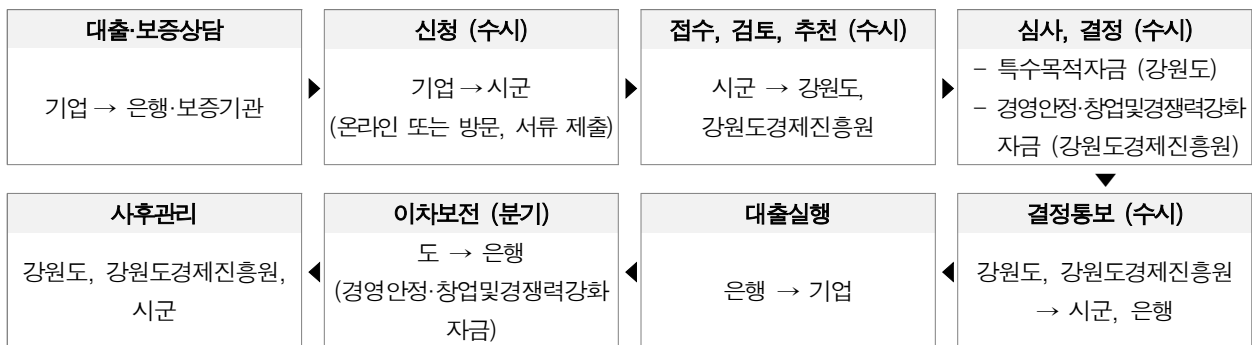 대출·보증상담
기업 → 은행·보증기관
▶
신청 (수시)
기업 → 시군
(온라인 또는 방문, 서류 제출)
▶
접수, 검토, 추천 (수시)
시군 → 강원도,
강원도경제진흥원
▶
심사, 결정 (수시)
- 특수목적자금 (강원도)
- 경영안정·창업및경쟁력강화
자금 (강원도경제진흥원)
▼
결정통보 (수시)
강원도, 강원도경제진흥원
→ 시군, 은행
◀
대출실행
은행 → 기업
◀
이차보전 (분기)
도 → 은행
(경영안정·창업및경쟁력강화
자금)
◀
사후관리
강원도, 강원도경제진흥원,
시군